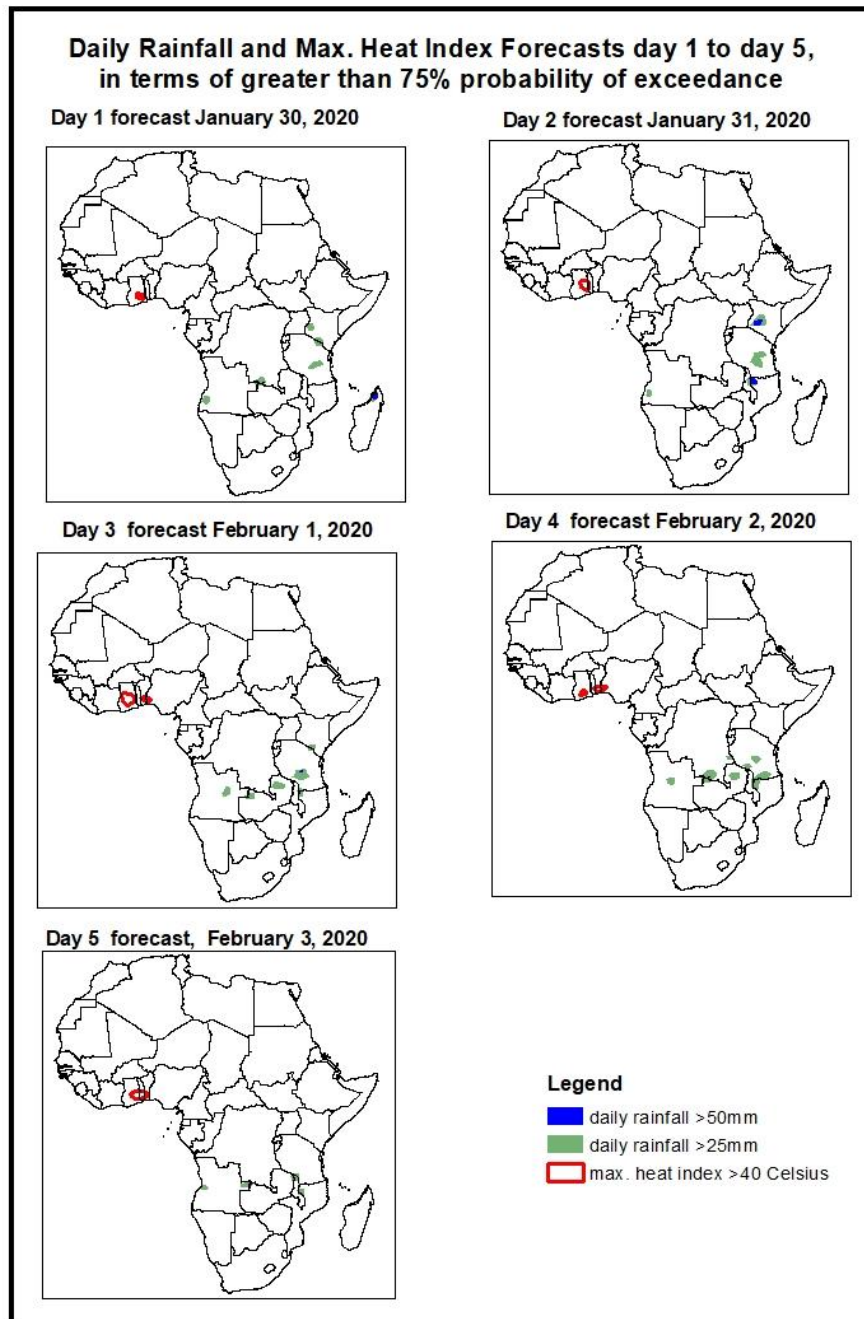 Daily Rainfall and Max. Heat Index Forecasts day 1 to day 5,
in terms of greater than 75% probability of exceedance
Day 1 forecast January 30, 2020
Day 2 forecast January 31, 2020
Day 3 forecast February 1, 2020
Day 4 forecast February 2, 2020
Day 5 forecast, February 3, 2020
Legend
daily rainfall >50mm
daily rainfall >25mm
max. heat index >40 Celsius